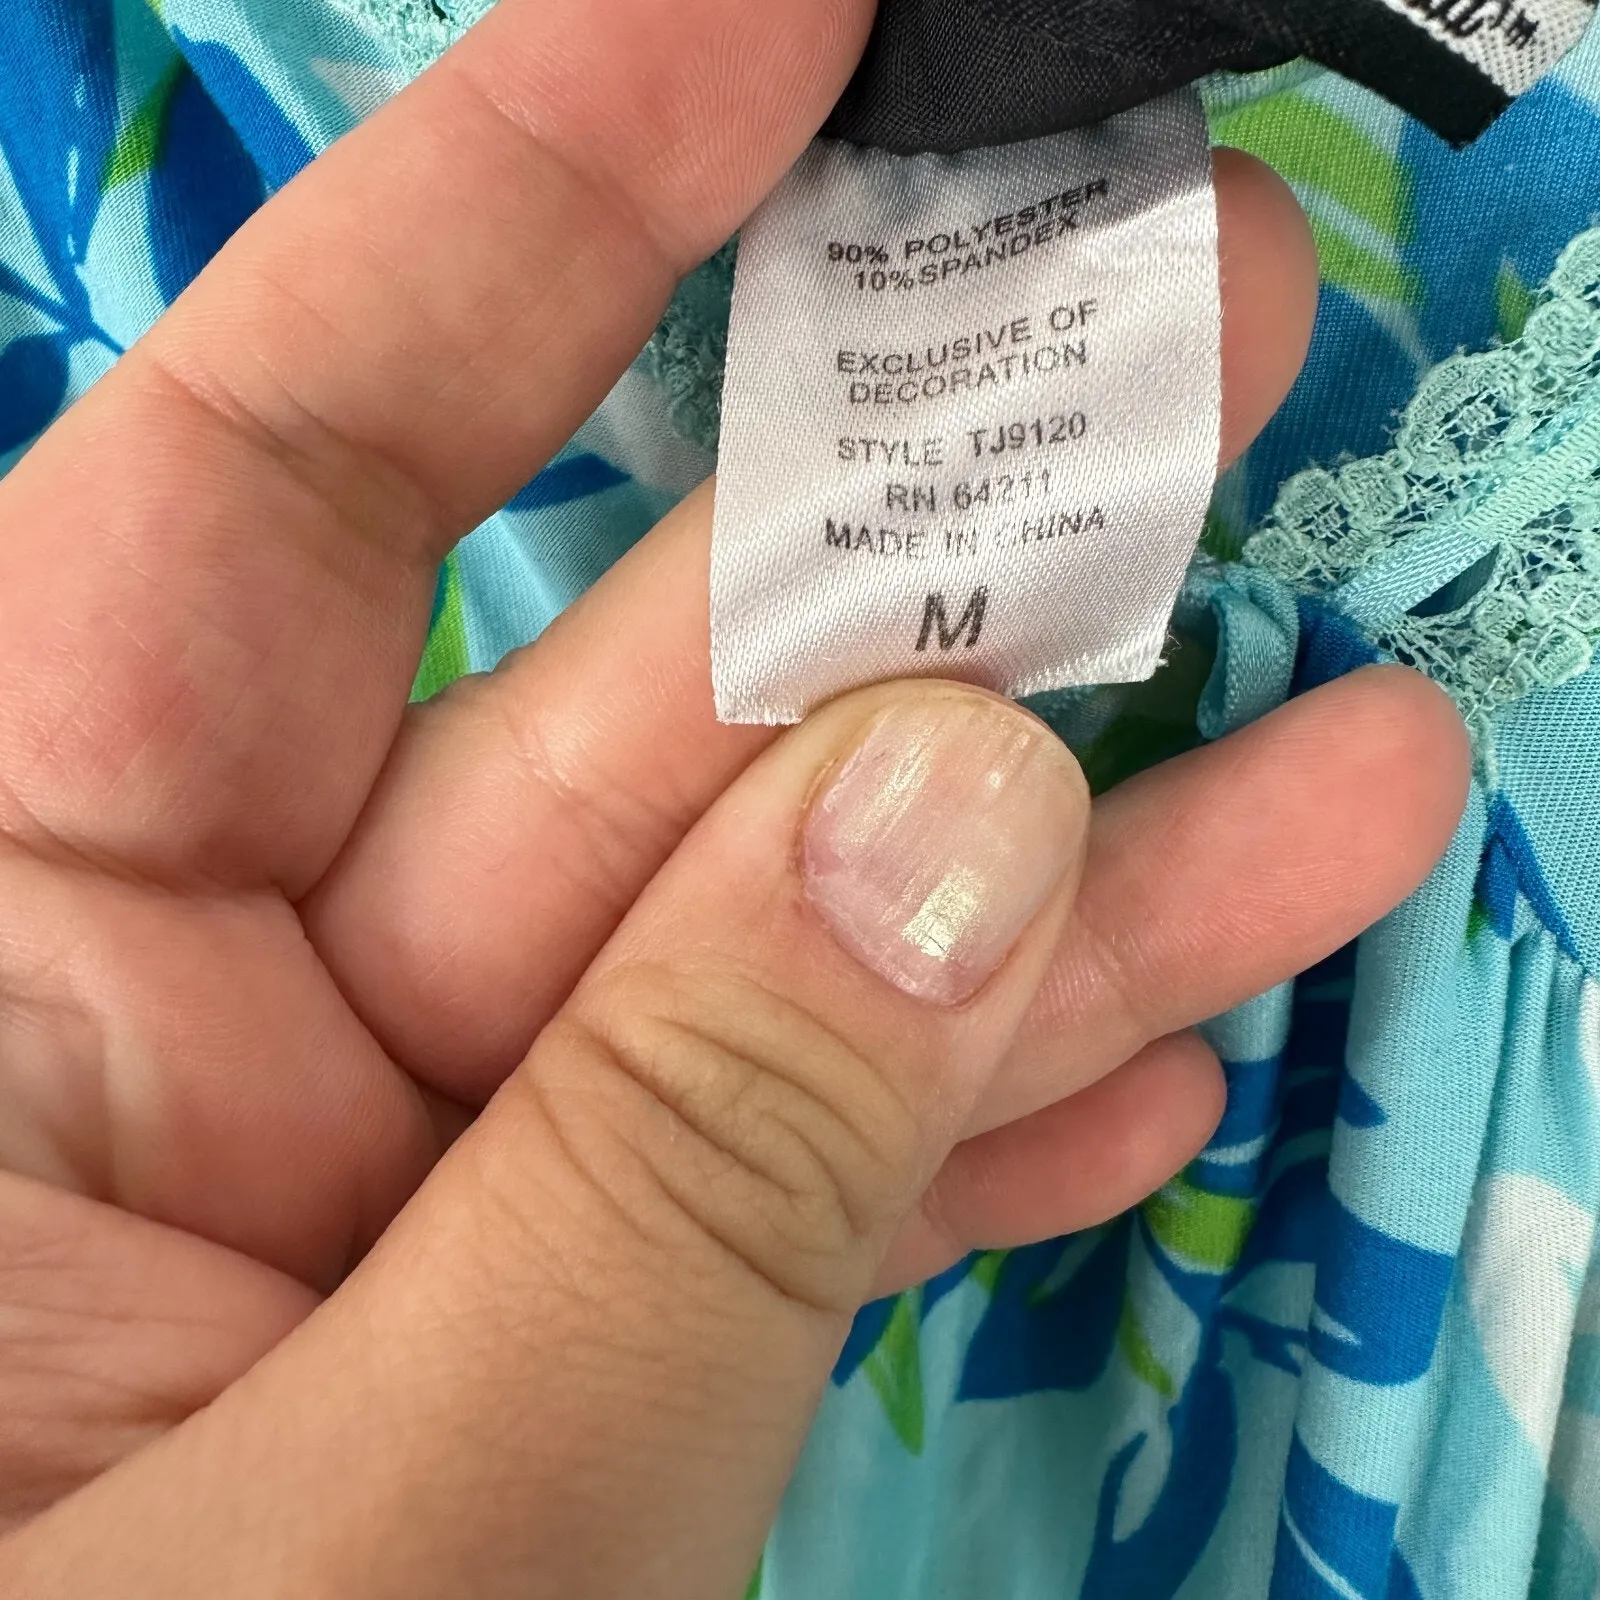 90% POLYESTER
10%SPANDEX
EXCLUSIVE OF
DECORATION
STYLE TJ9120
RN 64211
MADE IN CHINA
M